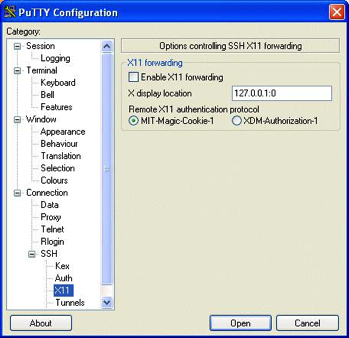 PuTTY Configuration
Category:
Session
Logging
Terminal
Keyboard
Bell
Features
Window
Appearance
Behaviour
Translation
Selection
Colours
Connection
Data
Proxy
Telnet
Rlogin
SSH
Kex
Auth
X11
Tunnels
Options controlling SSH X11 forwarding
X11 forwarding
Enable X11 forwarding
X display location 127.0.0.1:0
Remote X11 authentication protocol
MIT-Magic-Cookie-1 XDM-Authorization-1
About Open Cancel